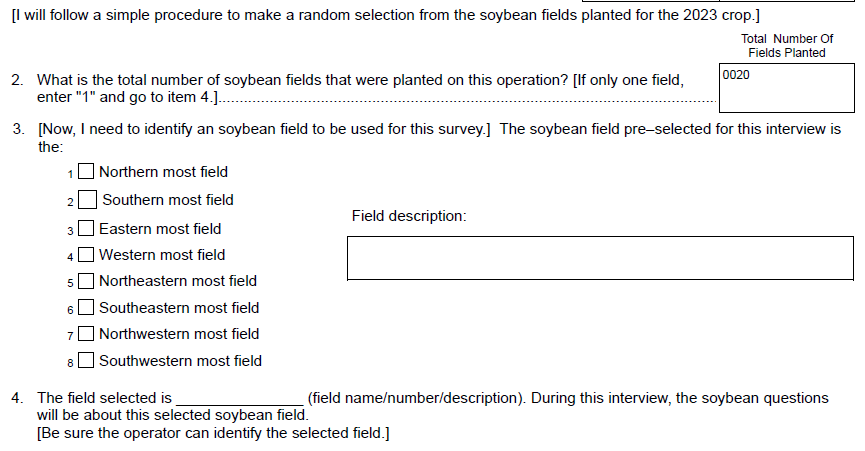 [I will follow a simple procedure to make a random selection from the soybean fields planted for the 2023 crop.]
Total Number Of
Fields Planted
2. What is the total number of soybean fields that were planted on this operation? [If only one field,
enter "1" and go to item 4.]
0020
3. [Now, I need to identify an soybean field to be used for this survey.] The soybean field pre–selected for this interview is
the:
1 Northern most field
2 Southern most field
3 Eastern most field
4 Western most field
5 Northeastern most field
6 Southeastern most field
7 Northwestern most field
8 Southwestern most field
Field description:
4. The field selected is ________________ (field name/number/description). During this interview, the soybean questions
will be about this selected soybean field.
[Be sure the operator can identify the selected field.]